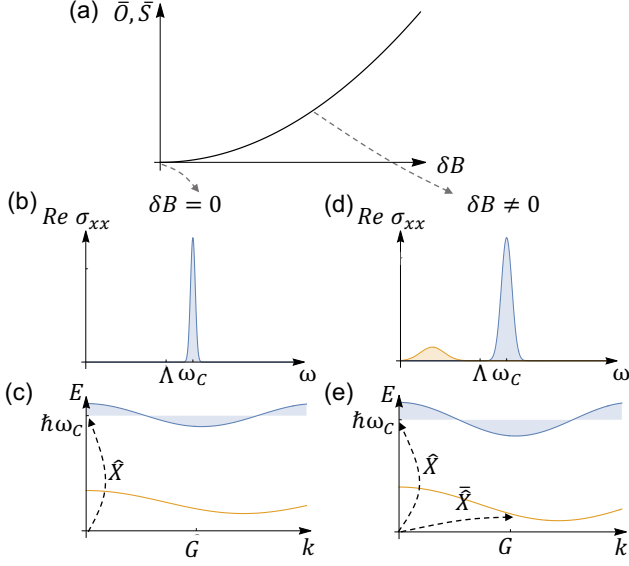 (a)
Ō, S̄
δB
(b)
δB = 0
Re σxx
Λ ωC
ω
(c)
E
ħωC
X̂
G
k
(d)
δB ≠ 0
Re σxx
Λ ωC
ω
(e)
E
ħωC
X̂
X̂̄
G
k